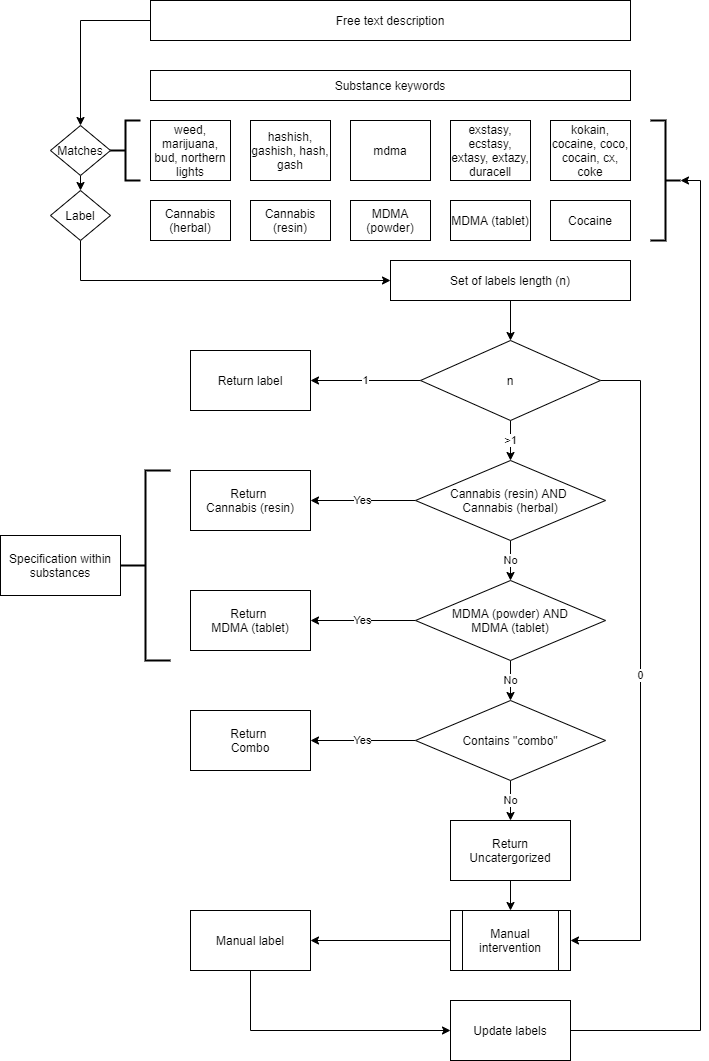 Free text description
Substance keywords
Matches
weed,
marijuana,
bud, northern
lights
hashish,
gashish, hash,
gash
mdma
exstasy,
ecstasy,
extasy, extazy,
duracell
kokain,
cocaine, coco,
cocain, cx,
coke
Label
Cannabis
(herbal)
Cannabis
(resin)
MDMA
(powder)
MDMA (tablet)
Cocaine
Set of labels length (n)
Return label
1
n
>1
Return
Cannabis (resin)
Yes
Cannabis (resin) AND
Cannabis (herbal)
Specification within
substances
No
Return
MDMA (tablet)
Yes
MDMA (powder) AND
MDMA (tablet)
0
No
Return
Combo
Yes
Contains "combo"
No
Return
Uncatergorized
Manual label
Manual
intervention
Update labels